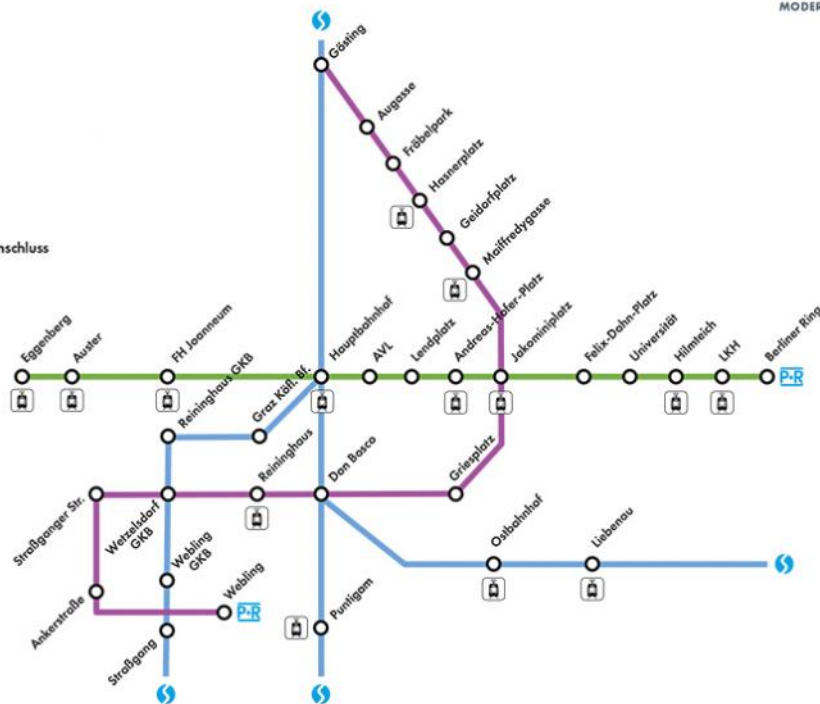 MODER
Gösting
Augasse
Fröbelpark
Hasnerplatz
Geidorfplatz
Maiffredygasse
nschluss
Eggenberg
Auster
FH Joanneum
Reininghaus GKB
Graz Köfl. Bf.
Hauptbahnhof
AVL
Lendplatz
Andreas-Hofer-Platz
Jakominiplatz
Felix-Dahn-Platz
Universität
Hilmteich
LKH
Berliner Ring
P+R
Reininghaus
Don Bosco
Griesplatz
Straßganger Str.
Wetzelsdorf
GKB
Webling
GKB
Webling
P+R
Ankerstraße
Straßgang
Puntigam
Ostbahnhof
Liebenau
S
S
S
S